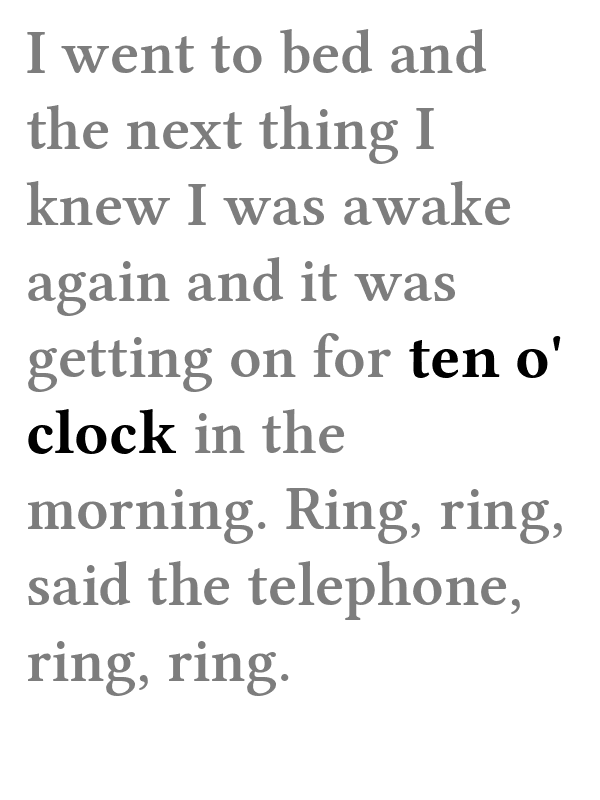 I went to bed and
the next thing I
knew I was awake
again and it was
getting on for ten o'
clock in the
morning. Ring, ring,
said the telephone,
ring, ring.